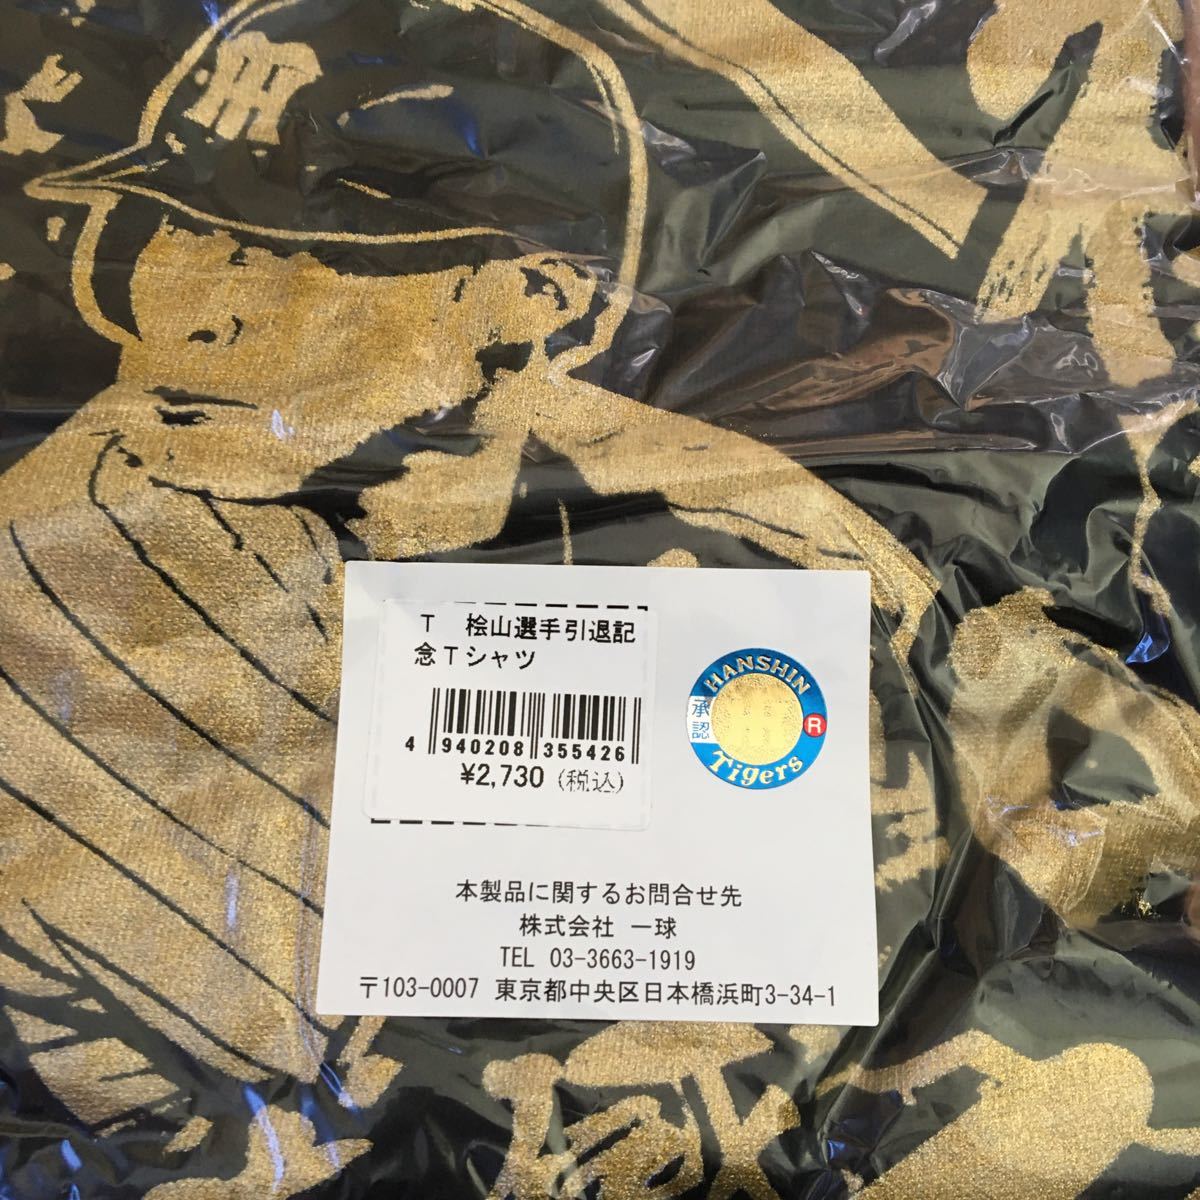 T 桧山選手引退記
念Tシャツ
4 940208 355426
¥2,730 (税込)
HANSHIN
承認
R
Tigers
本製品に関するお問合せ先
株式会社 一球
TEL 03-3663-1919
〒103-0007 東京都中央区日本橋浜町3-34-1